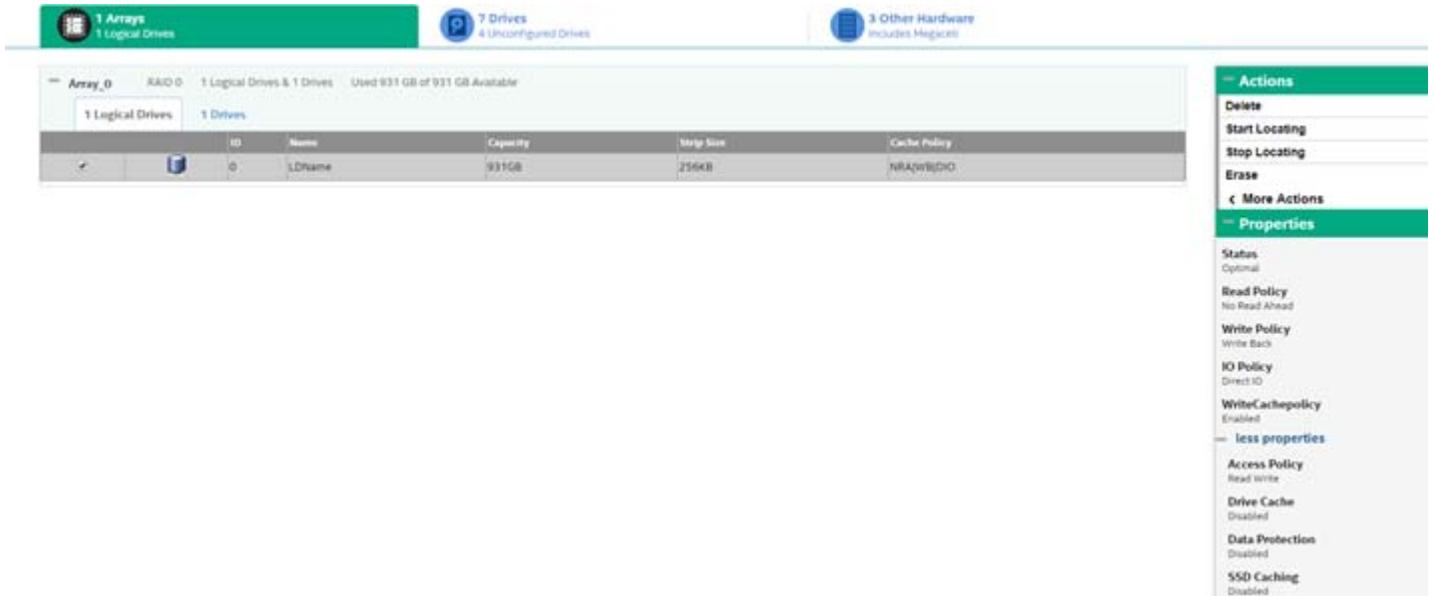 1 Arrays
1 Logical Drives
7 Drives
4 Unconfigured Drives
3 Other Hardware
Includes Megacell
Array_0 RAID 0 1 Logical Drives & 1 Drives Used 931 GB of 931 GB Available
1 Logical Drives 1 Drives
ID Name Capacity Strip Size Cache Policy
0 LDName 931GB 256KB NRA|WB|DIO
Actions
Delete
Start Locating
Stop Locating
Erase
< More Actions
Properties
Status
Optimal
Read Policy
No Read Ahead
Write Policy
Write Back
IO Policy
Direct IO
WriteCachepolicy
Enabled
less properties
Access Policy
Read Write
Drive Cache
Disabled
Data Protection
Disabled
SSD Caching
Disabled